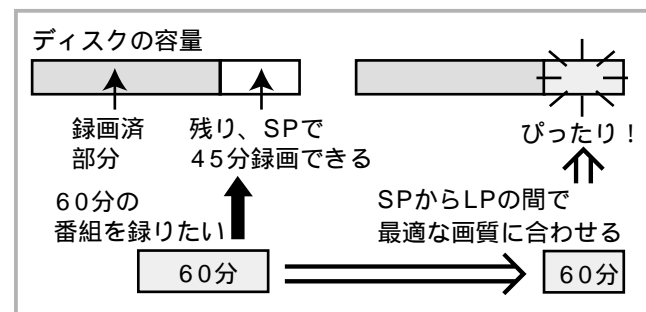 ディスクの容量
録画済
部分
残り、SPで
45分録画できる
60分の
番組を録りたい
60分
ぴったり！
SPからLPの間で
最適な画質に合わせる
60分